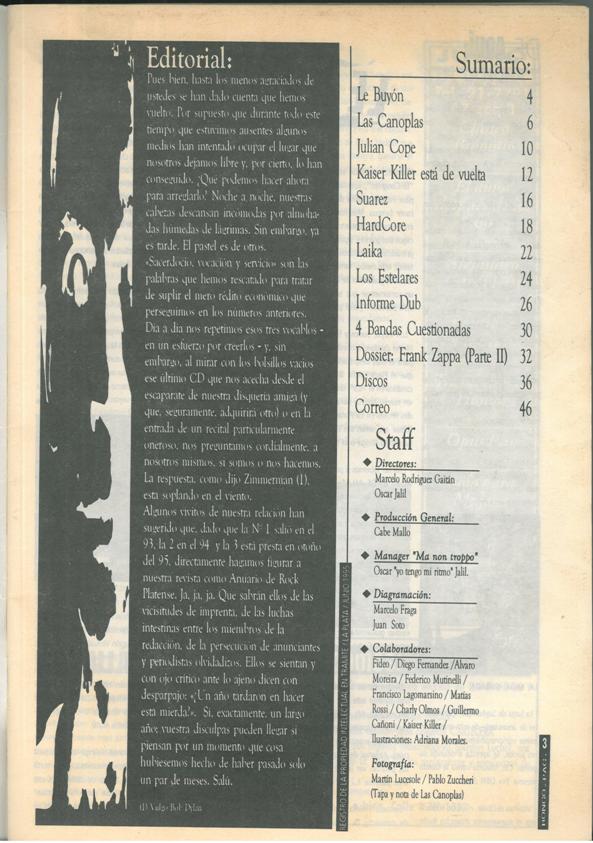 Editorial:
Pues bien, hasta los menos agraciados de
ustedes se han dado cuenta que hemos
vuelto. Por supuesto que durante todo este
tiempo que estuvimos ausentes algunos
medios han intentado ocupar el lugar que
nosotros dejamos libre y, por cierto, lo han
conseguido. ¿Qué podemos hacer ahora
para arreglarlo? Noche a noche, nuestras
cabezas descansan incómodas por almoha-
das húmedas de lágrimas. Sin embargo, ya
es tarde. El pastel es de otros.
«Sacerdocio, vocación y servicio» son las
palabras que hemos rescatado para tratar
de suplir el mero rédito económico que
perseguimos en los números anteriores.
Día a día nos repetimos esos tres vocablos -
en un esfuerzo por creerlos - y, sin
embargo, al mirar con los bolsillos vacíos
ese último CD que nos acecha desde el
escaparate de nuestra disquería amiga (y
que, seguramente, adquirirá otro) o en la
entrada de un recital particularmente
oneroso, nos preguntamos cordialmente, a
nosotros mismos, si somos o nos hacemos.
La respuesta, como dijo Zimmerman (1),
está soplando en el viento.
Algunos vivitos de nuestra relación han
sugerido que, dado que la Nº 1 salió en el
93, la 2 en el 94 y la 3 está presta en otoño
del 95, directamente hagamos figurar a
nuestra revista como Anuario de Rock
Platense. Ja, ja, ja. Que sabrán ellos de las
vicisitudes de imprenta, de las luchas
intestinas entre los miembros de la
redacción, de la persecución de anunciantes
y periodistas olvidadizos. Ellos se sientan y
con ojo crítico ante lo ajeno dicen con
desparpajo: «¿Un año tardaron en hacer
esta mierda?». Sí, exactamente, un largo
año; vuestra disculpas pueden llegar si
piensan por un momento que cosa
hubiésemos hecho de haber pasado solo
un par de meses. Salú.
(1) Vulgo Bob Dylan
REGISTRO DE LA PROPIEDAD INTELECTUAL EN TRAMITE / LA PLATA / JUNIO 1995
Sumario:
Le Buyón 4
Las Canoplas 6
Julian Cope 10
Kaiser Killer está de vuelta 12
Suarez 16
HardCore 18
Laika 22
Los Estelares 24
Informe Dub 26
4 Bandas Cuestionadas 30
Dossier: Frank Zappa (Parte II) 32
Discos 36
Correo 46
Staff
◆ Directores:
Marcelo Rodriguez Gaitán
Oscar Jalil
◆ Producción General:
Cabe Mallo
◆ Manager "Ma non troppo"
Oscar "yo tengo mi ritmo" Jalil.
◆ Diagramación:
Marcelo Fraga
Juan Soto
◆ Colaboradores:
Fideo / Diego Fernandez /Alvaro
Moreira / Federico Mutinelli /
Francisco Lagomarsino / Matías
Rossi / Charly Olmos / Guillermo
Cañoni / Kaiser Killer /
Ilustraciones: Adriana Morales.
Fotografía:
Martín Lucesole / Pablo Zuccheri
(Tapa y nota de Las Canoplas)
PAG. 3